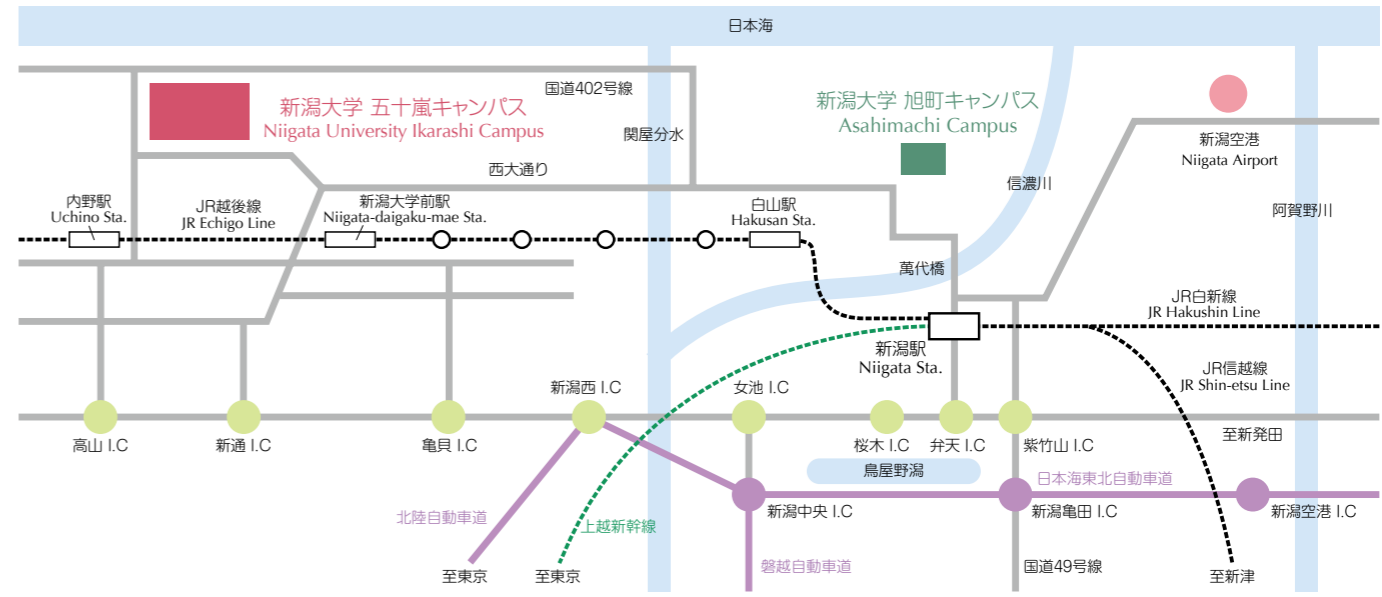 日本海
国道402号線
新潟大学 五十嵐キャンパス
Niigata University Ikarashi Campus
新潟大学 旭町キャンパス
Asahimachi Campus
関屋分水
新潟空港
Niigata Airport
西大通り
信濃川
阿賀野川
内野駅
Uchino Sta.
JR越後線
JR Echigo Line
新潟大学前駅
Niigata-daigaku-mae Sta.
白山駅
Hakusan Sta.
萬代橋
JR白新線
JR Hakushin Line
新潟駅
Niigata Sta.
JR信越線
JR Shin-etsu Line
新潟西 I.C
女池 I.C
高山 I.C
新通 I.C
亀貝 I.C
桜木 I.C
弁天 I.C
紫竹山 I.C
至新発田
鳥屋野潟
日本海東北自動車道
北陸自動車道
上越新幹線
新潟中央 I.C
新潟亀田 I.C
新潟空港 I.C
至東京
至東京
磐越自動車道
国道49号線
至新津